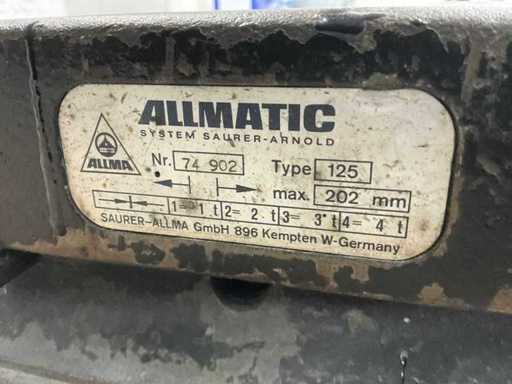 ALLMATIC
SYSTEM SAURER-ARNOLD
ALLMA
Nr. 74 902 Type 125
max. 202 mm
1= 1 t 2= 2 t 3= 3 t 4= 4 t
SAURER-ALLMA GmbH 896 Kempten W-Germany